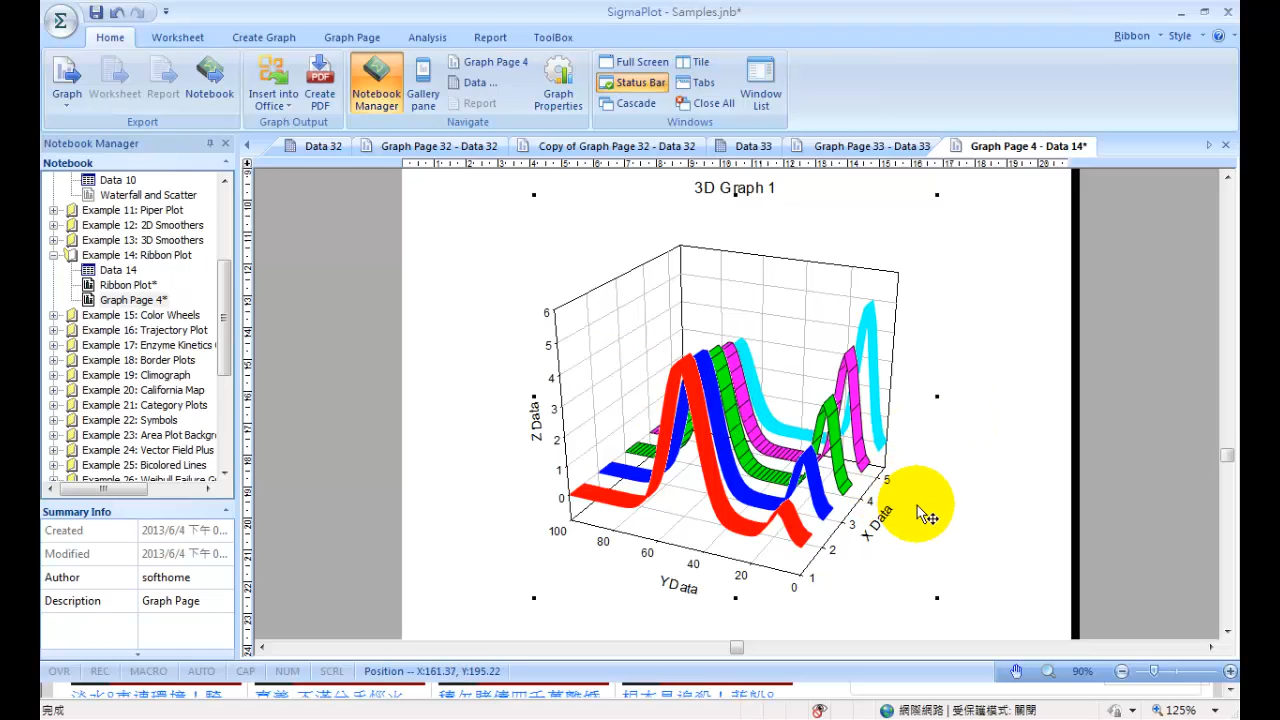 SigmaPlot - Samples.jnb*
Home Worksheet Create Graph Graph Page Analysis Report ToolBox Ribbon Style
Graph Worksheet Report Notebook
Export
Insert into Office Create PDF
Graph Output
Notebook Manager Gallery pane
Graph Page 4
Data ...
Report
Graph Properties
Navigate
Full Screen Tile
Status Bar Tabs
Cascade Close All
Window List
Windows
Notebook Manager
Data 32 Graph Page 32 - Data 32 Copy of Graph Page 32 - Data 32 Data 33 Graph Page 33 - Data 33 Graph Page 4 - Data 14*
Notebook
Data 10
Waterfall and Scatter
Example 11: Piper Plot
Example 12: 2D Smoothers
Example 13: 3D Smoothers
Example 14: Ribbon Plot
Data 14
Ribbon Plot*
Graph Page 4*
Example 15: Color Wheels
Example 16: Trajectory Plot
Example 17: Enzyme Kinetics
Example 18: Border Plots
Example 19: Climograph
Example 20: California Map
Example 21: Category Plots
Example 22: Symbols
Example 23: Area Plot Backgr
Example 24: Vector Field Plus
Example 25: Bicolored Lines
Example 26: Weibull Failure G
Summary Info
Created 2013/6/4 下午 0...
Modified 2013/6/4 下午 0...
Author softhome
Description Graph Page
3D Graph 1
Z Data
6
5
4
3
2
1
0
100 80 60 40 20 0
Y Data
1 2 3 4 5
X Data
OVR REC MACRO AUTO CAP NUM SCRL Position -- X:161.37, Y:195.22 90%
完成 網際網路 | 受保護模式: 關閉 125%